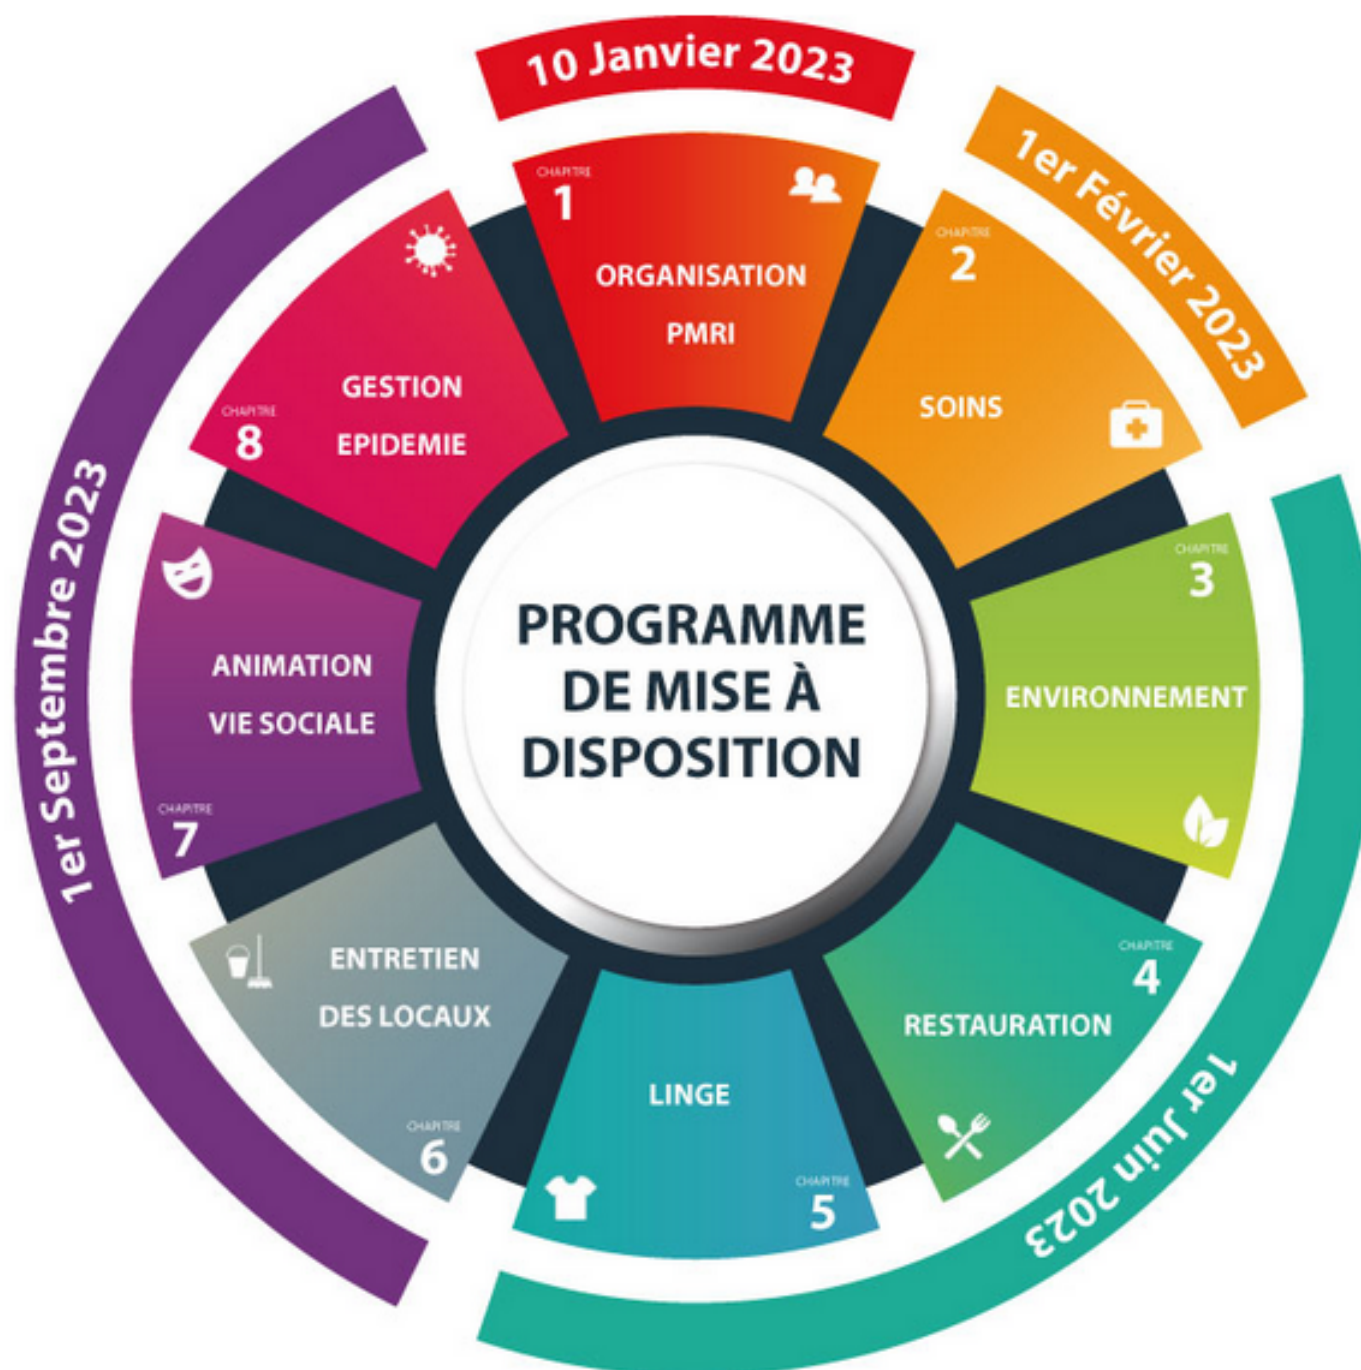 10 Janvier 2023
CHAPITRE
1
ORGANISATION
PMRI
1er Février 2023
CHAPITRE
2
SOINS
CHAPITRE
3
ENVIRONNEMENT
CHAPITRE
4
RESTAURATION
1er Juin 2023
LINGE
CHAPITRE
5
ENTRETIEN
DES LOCAUX
CHAPITRE
6
ANIMATION
VIE SOCIALE
CHAPITRE
7
1er Septembre 2023
GESTION
EPIDEMIE
CHAPITRE
8
PROGRAMME
DE MISE À
DISPOSITION